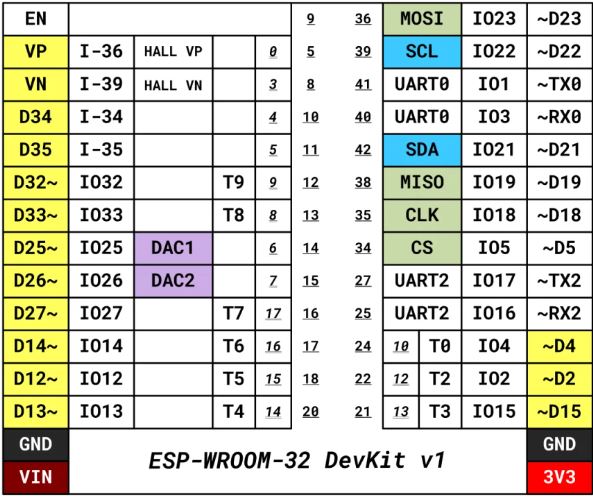 EN 9 36 MOSI IO23 ~D23
VP I-36 HALL VP 0 5 39 SCL IO22 ~D22
VN I-39 HALL VN 3 8 41 UART0 IO1 ~TX0
D34 I-34 4 10 40 UART0 IO3 ~RX0
D35 I-35 5 11 42 SDA IO21 ~D21
D32~ IO32 T9 9 12 38 MISO IO19 ~D19
D33~ IO33 T8 8 13 35 CLK IO18 ~D18
D25~ IO25 DAC1 6 14 34 CS IO5 ~D5
D26~ IO26 DAC2 7 15 27 UART2 IO17 ~TX2
D27~ IO27 T7 17 16 25 UART2 IO16 ~RX2
D14~ IO14 T6 16 17 24 10 T0 IO4 ~D4
D12~ IO12 T5 15 18 22 12 T2 IO2 ~D2
D13~ IO13 T4 14 20 21 13 T3 IO15 ~D15
GND GND
VIN ESP-WROOM-32 DevKit v1 3V3